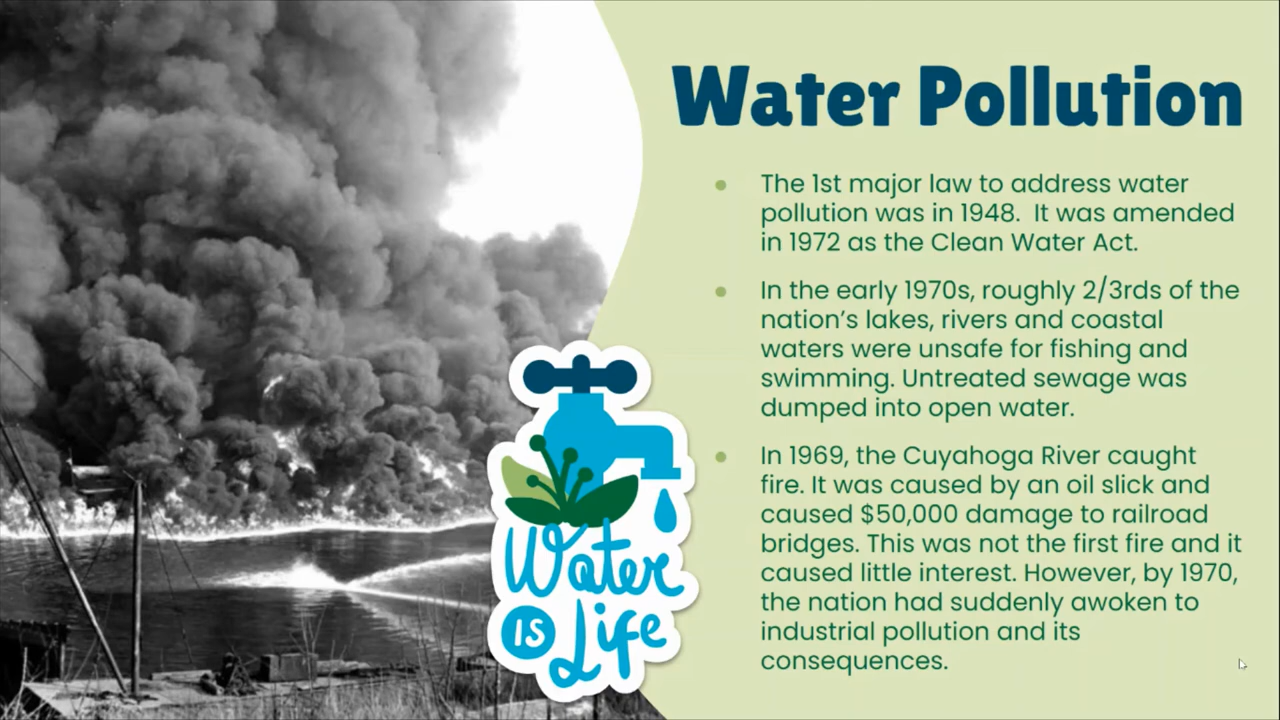 Water Pollution
The 1st major law to address water
pollution was in 1948.  It was amended
in 1972 as the Clean Water Act.
In the early 1970s, roughly 2/3rds of the
nation's lakes, rivers and coastal
waters were unsafe for fishing and
swimming. Untreated sewage was
dumped into open water.
In 1969, the Cuyahoga River caught
fire. It was caused by an oil slick and
caused $50,000 damage to railroad
bridges. This was not the first fire and it
caused little interest. However, by 1970,
the nation had suddenly awoken to
industrial pollution and its
consequences.
Water
IS
Life